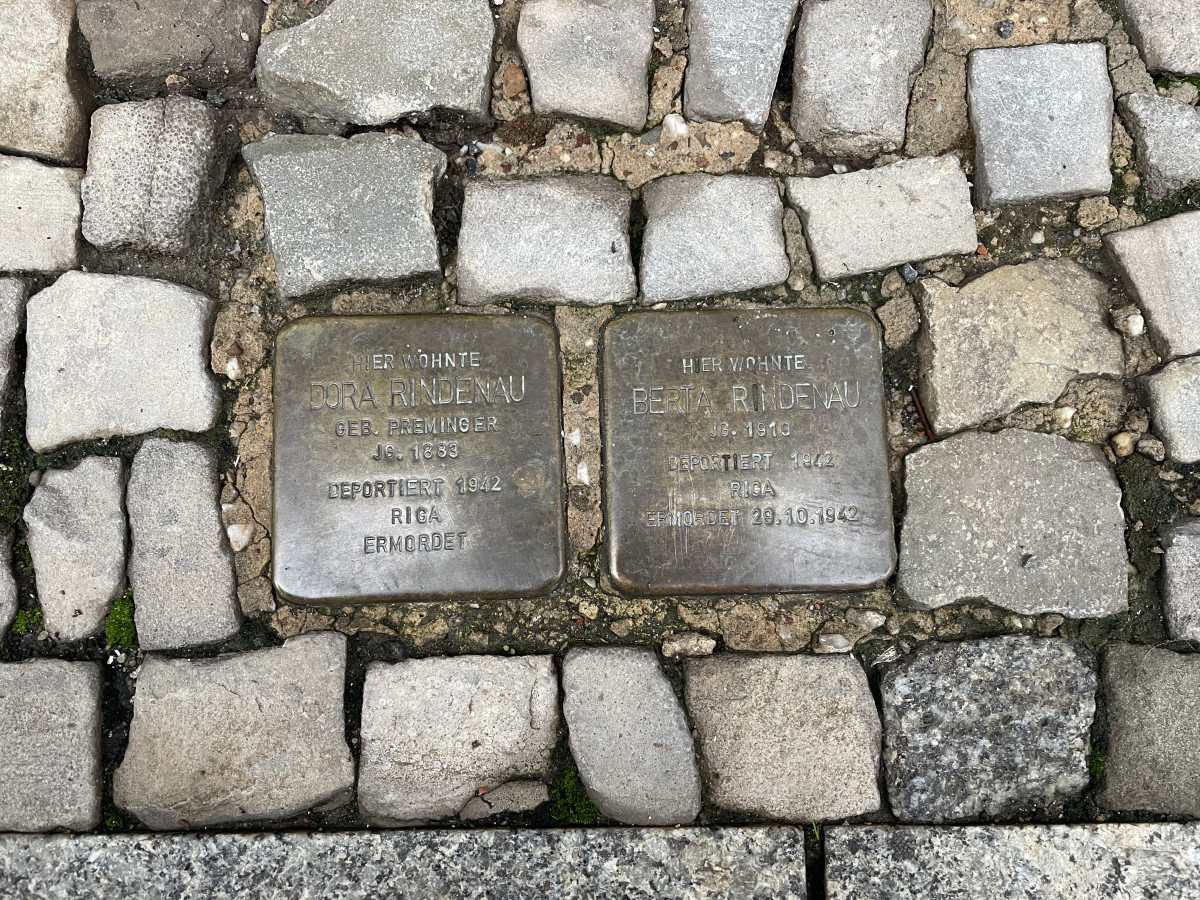 HIER WOHNTE
DORA RINDENAU
GEB. PREMINGER
JG. 1883
DEPORTIERT 1942
RIGA
ERMORDET
HIER WOHNTE
BERTA RINDENAU
JG. 1918
DEPORTIERT 1942
RIGA
ERMORDET 29.10.1942